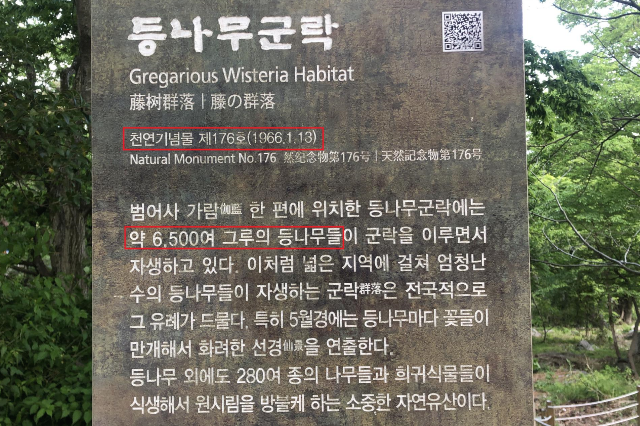 등나무군락
Gregarious Wisteria Habitat
藤树群落 | 藤の群落
천연기념물 제176호(1966.1.13)
Natural Monument No.176 然纪念物第176号 | 天然記念物第176号
범어사 가람伽藍 한 편에 위치한 등나무군락에는
약 6,500여 그루의 등나무들이 군락을 이루면서
자생하고 있다. 이처럼 넓은 지역에 걸쳐 엄청난
수의 등나무들이 자생하는 군락群落은 전국적으로
그 유례가 드물다. 특히 5월경에는 등나무마다 꽃들이
만개해서 화려한 선경仙景을 연출한다.
등나무 외에도 280여 종의 나무들과 희귀식물들이
식생해서 원시림을 방불케 하는 소중한 자연유산이다.